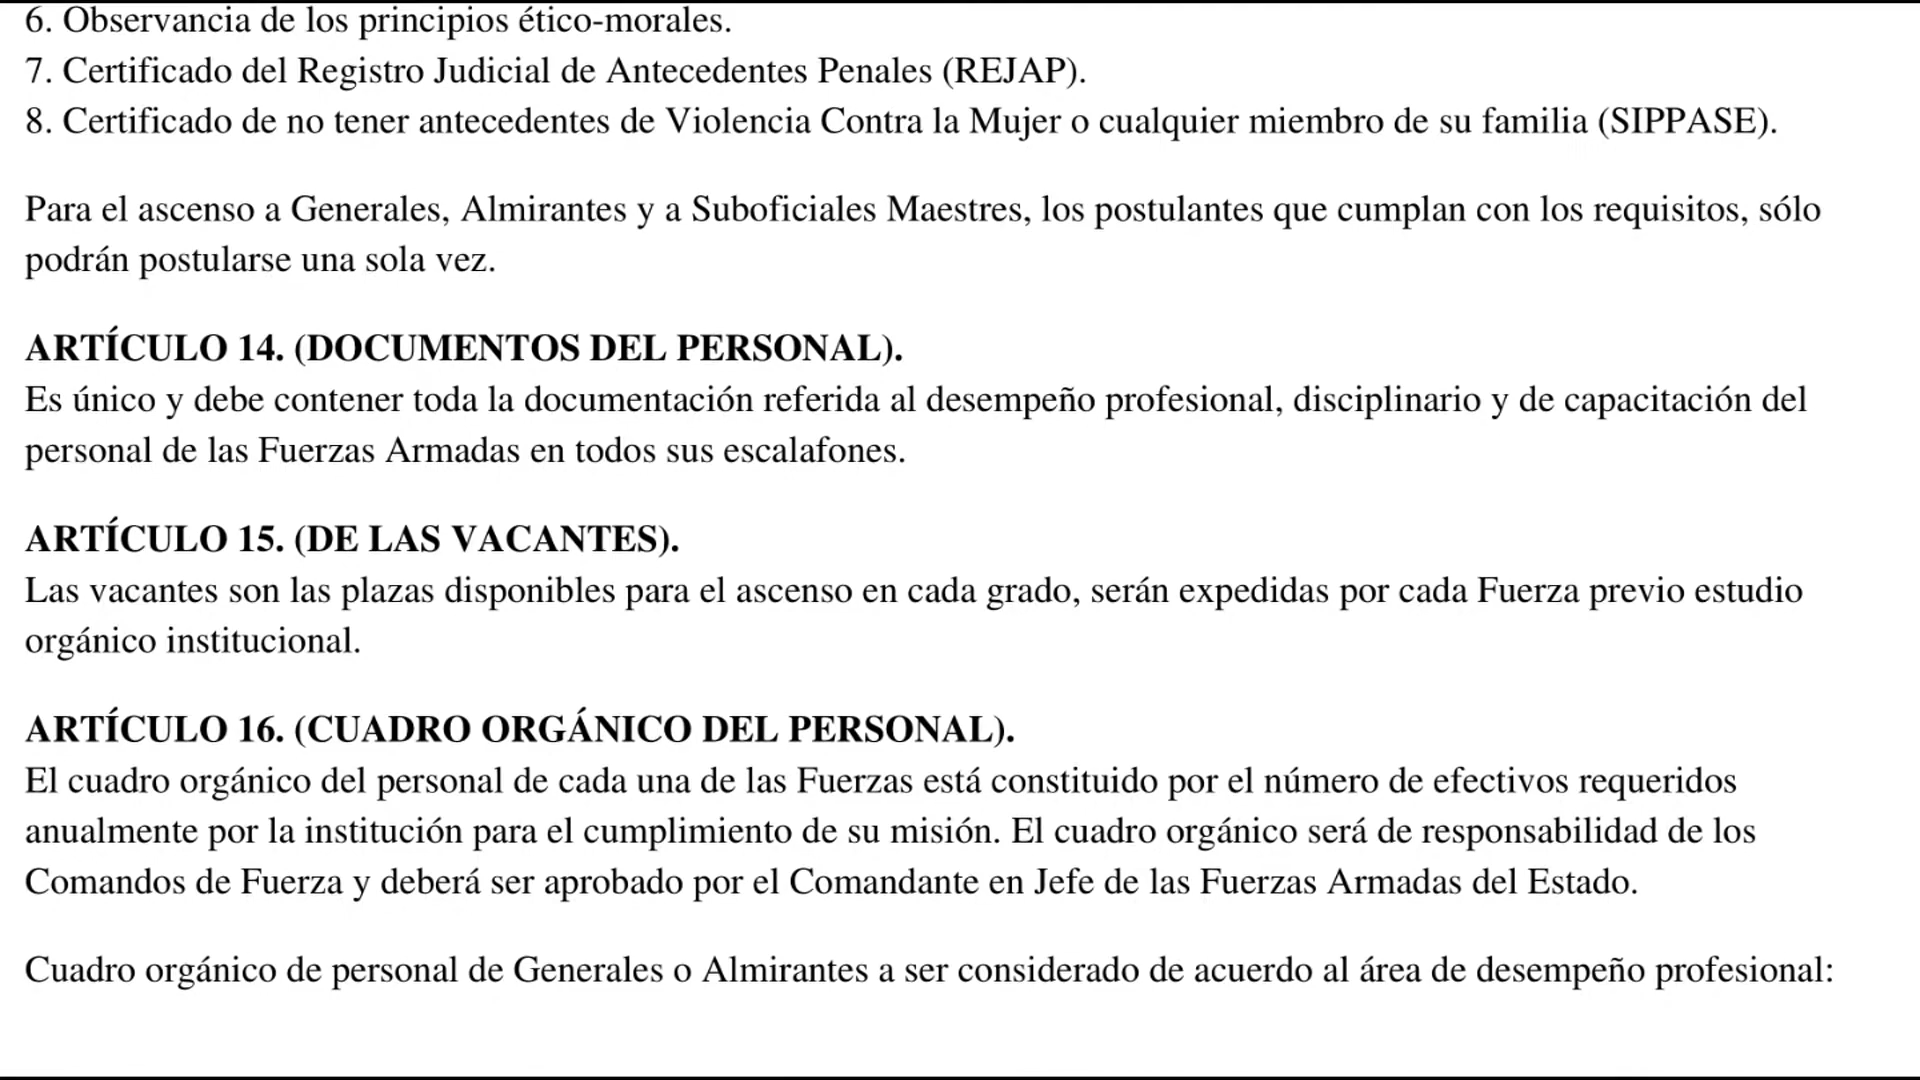 6. Observancia de los principios ético-morales.
7. Certificado del Registro Judicial de Antecedentes Penales (REJAP).
8. Certificado de no tener antecedentes de Violencia Contra la Mujer o cualquier miembro de su familia (SIPPASE).
Para el ascenso a Generales, Almirantes y a Suboficiales Maestres, los postulantes que cumplan con los requisitos, sólo
podrán postularse una sola vez.
ARTÍCULO 14. (DOCUMENTOS DEL PERSONAL).
Es único y debe contener toda la documentación referida al desempeño profesional, disciplinario y de capacitación del
personal de las Fuerzas Armadas en todos sus escalafones.
ARTÍCULO 15. (DE LAS VACANTES).
Las vacantes son las plazas disponibles para el ascenso en cada grado, serán expedidas por cada Fuerza previo estudio
orgánico institucional.
ARTÍCULO 16. (CUADRO ORGÁNICO DEL PERSONAL).
El cuadro orgánico del personal de cada una de las Fuerzas está constituido por el número de efectivos requeridos
anualmente por la institución para el cumplimiento de su misión. El cuadro orgánico será de responsabilidad de los
Comandos de Fuerza y deberá ser aprobado por el Comandante en Jefe de las Fuerzas Armadas del Estado.
Cuadro orgánico de personal de Generales o Almirantes a ser considerado de acuerdo al área de desempeño profesional: